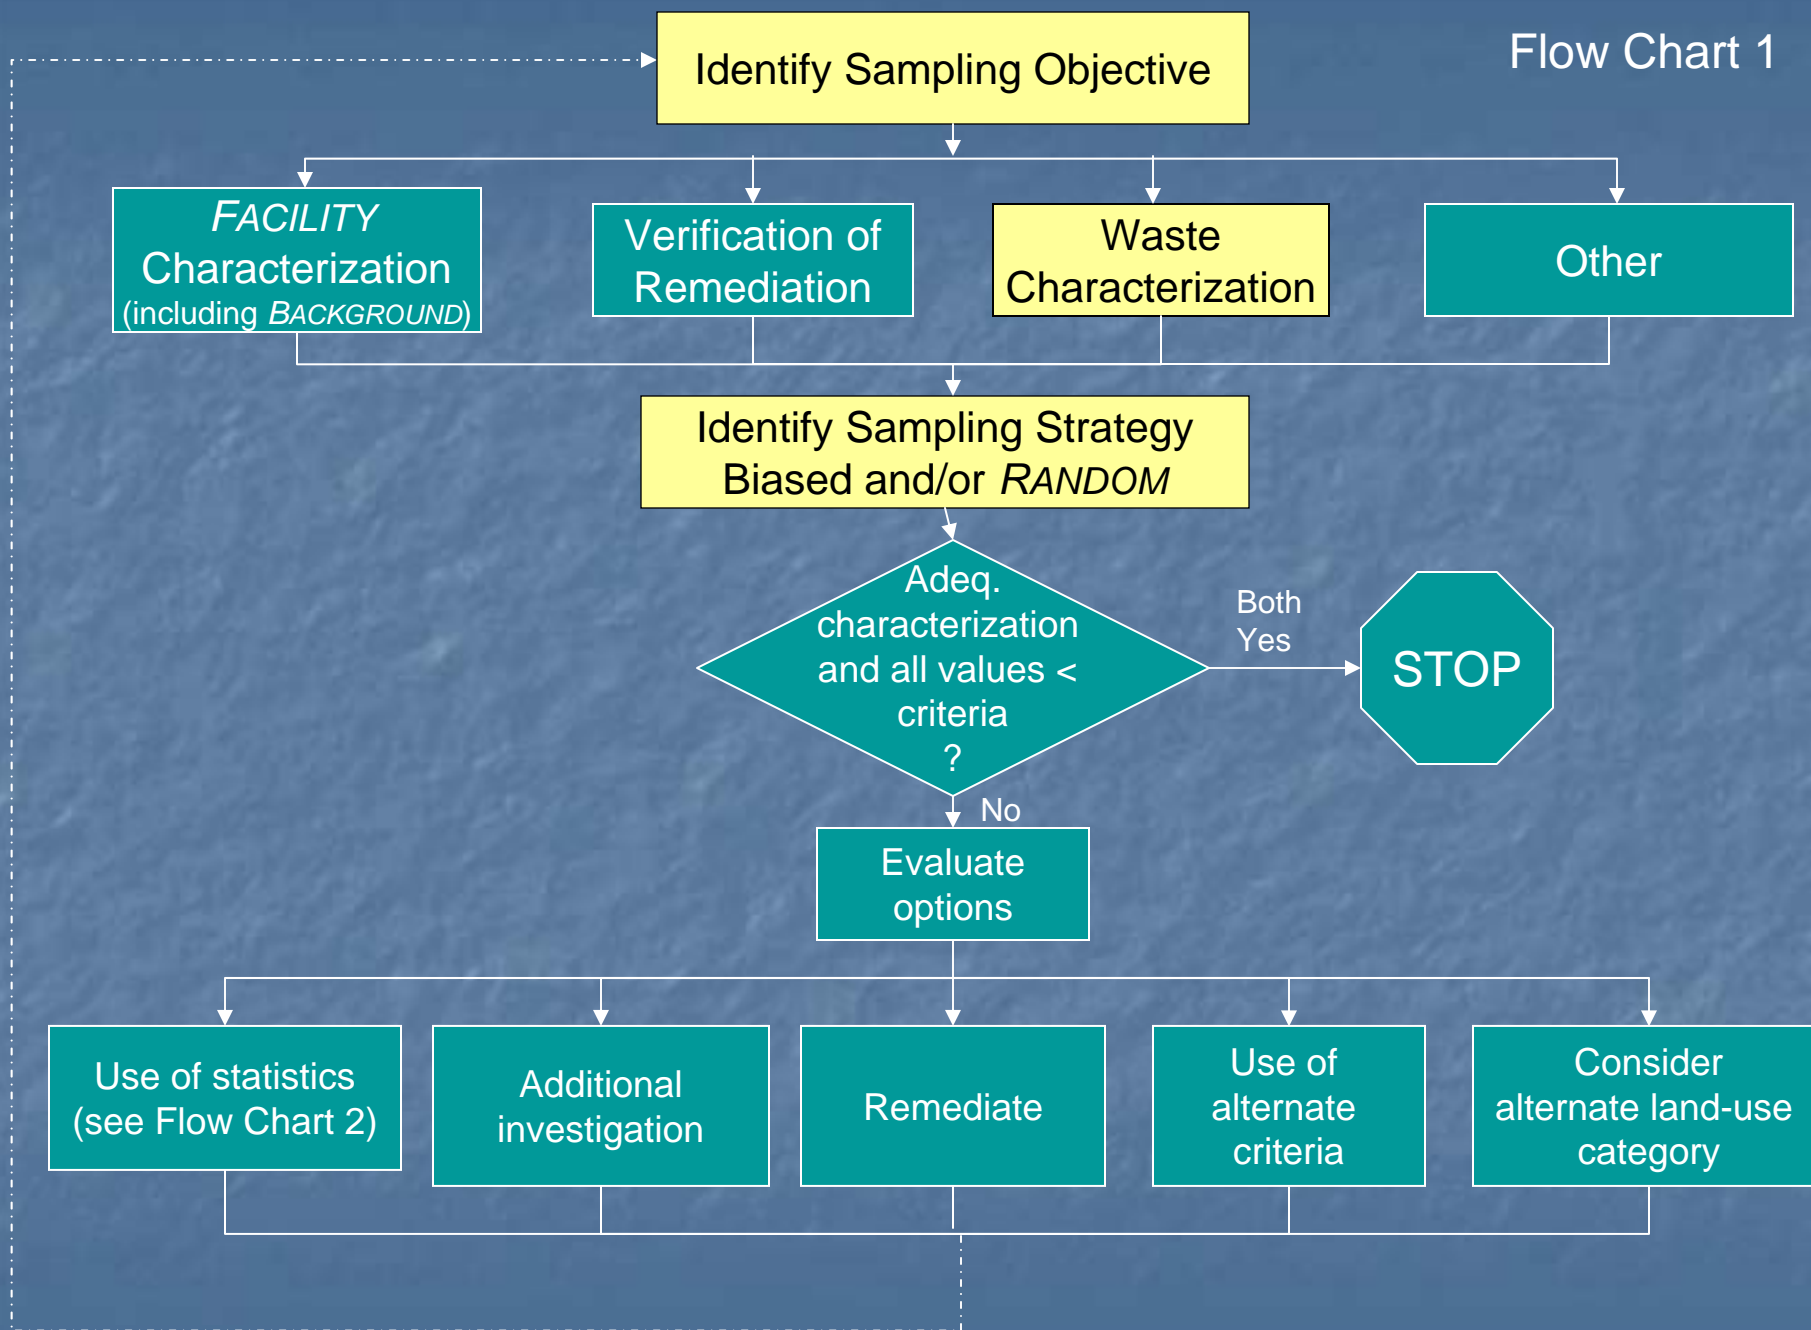 Flow Chart 1
Identify Sampling Objective
FACILITY
Characterization
(including BACKGROUND)
Verification of
Remediation
Waste
Characterization
Other
Identify Sampling Strategy
Biased and/or RANDOM
Adeq.
characterization
and all values <
criteria
?
Both
Yes
STOP
No
Evaluate
options
Use of statistics
(see Flow Chart 2)
Additional
investigation
Remediate
Use of
alternate
criteria
Consider
alternate land-use
category